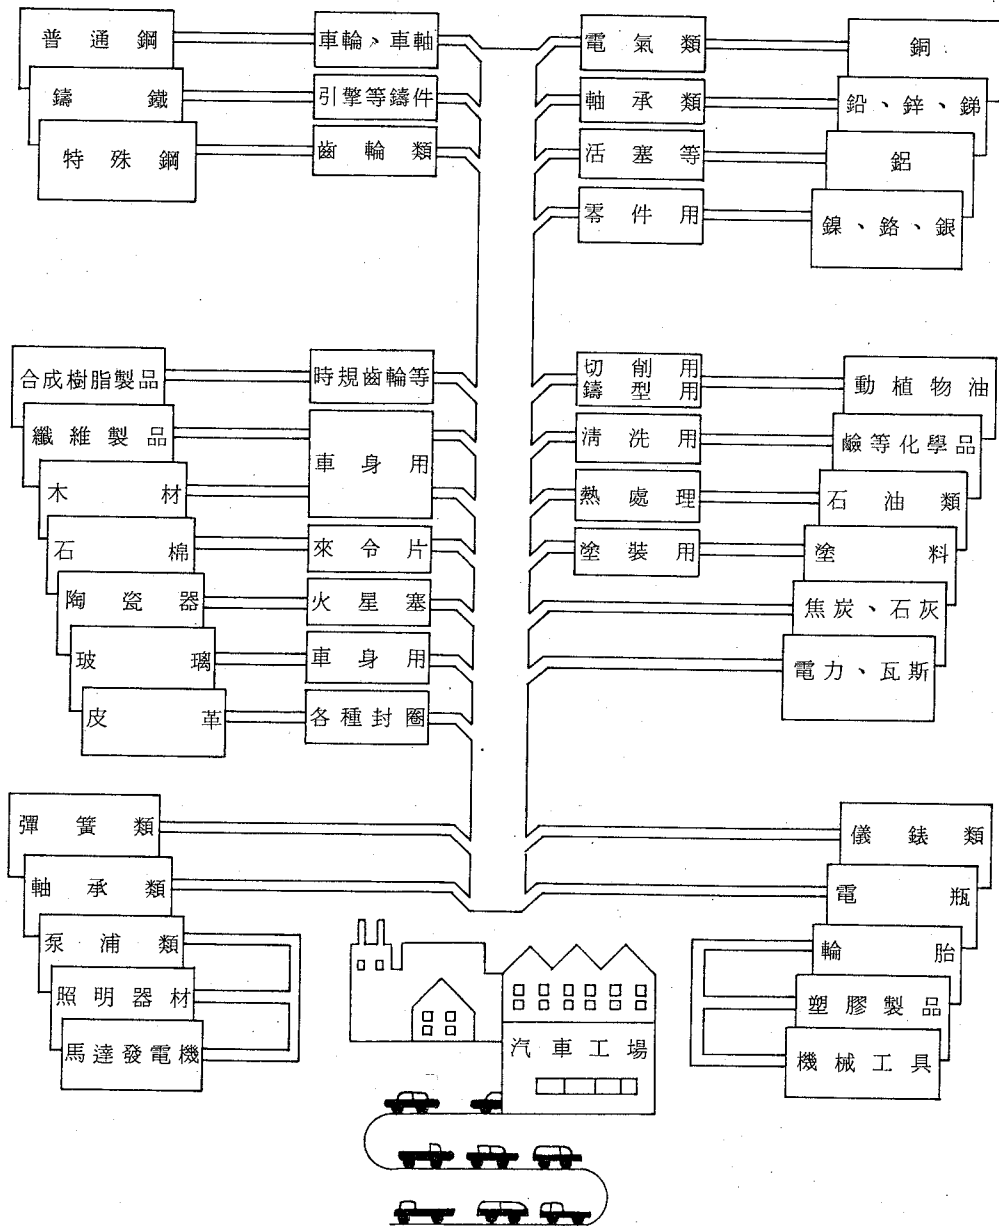 普通鋼
車輪、車軸
鑄鐵
引擎等鑄件
特殊鋼
齒輪類
電氣類
銅
軸承類
鉛、鋅、銻
活塞等
鋁
零件用
鎳、鉻、銀
合成樹脂製品
時規齒輪等
纖維製品
車身用
木材
石棉
來令片
陶瓷器
火星塞
玻璃
車身用
皮革
各種封圈
切削用
鑄型用
動植物油
清洗用
鹼等化學品
熱處理
石油類
塗裝用
塗料
焦炭、石灰
電力、瓦斯
彈簧類
軸承類
泵浦類
照明器材
馬達發電機
儀錶類
電瓶
輪胎
塑膠製品
機械工具
汽車工場